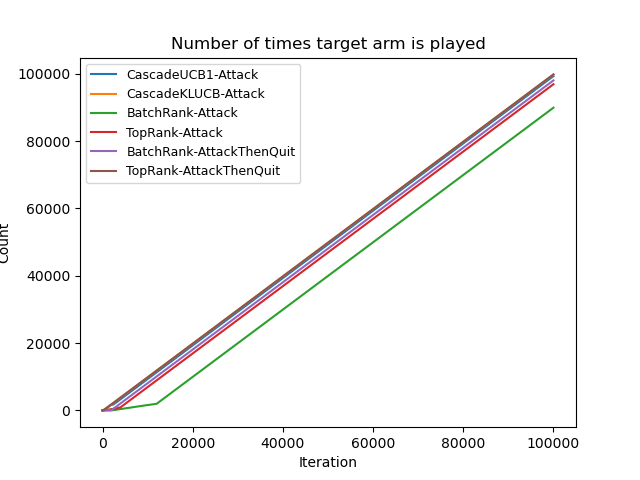 Number of times target arm is played
CascadeUCB1-Attack
CascadeKLUCB-Attack
BatchRank-Attack
TopRank-Attack
BatchRank-AttackThenQuit
TopRank-AttackThenQuit
Count
100000
80000
60000
40000
20000
0
0 20000 40000 60000 80000 100000
Iteration